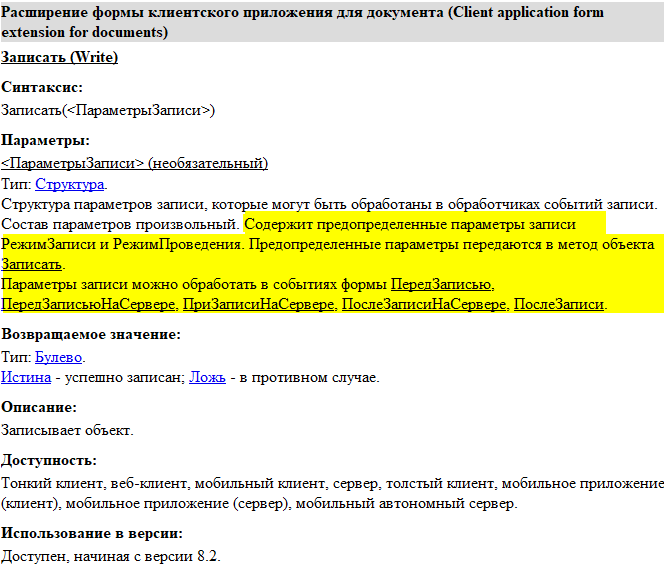 Расширение формы клиентского приложения для документа (Client application form
extension for documents)
Записать (Write)
Синтаксис:
Записать(<ПараметрыЗаписи>)
Параметры:
<ПараметрыЗаписи> (необязательный)
Тип: Структура.
Структура параметров записи, которые могут быть обработаны в обработчиках событий записи.
Состав параметров произвольный. Содержит предопределенные параметры записи
РежимЗаписи и РежимПроведения. Предопределенные параметры передаются в метод объекта
Записать.
Параметры записи можно обработать в событиях формы ПередЗаписью,
ПередЗаписьюНаСервере, ПриЗаписиНаСервере, ПослеЗаписиНаСервере, ПослеЗаписи.
Возвращаемое значение:
Тип: Булево.
Истина - успешно записан; Ложь - в противном случае.
Описание:
Записывает объект.
Доступность:
Тонкий клиент, веб-клиент, мобильный клиент, сервер, толстый клиент, мобильное приложение
(клиент), мобильное приложение (сервер), мобильный автономный сервер.
Использование в версии:
Доступен, начиная с версии 8.2.